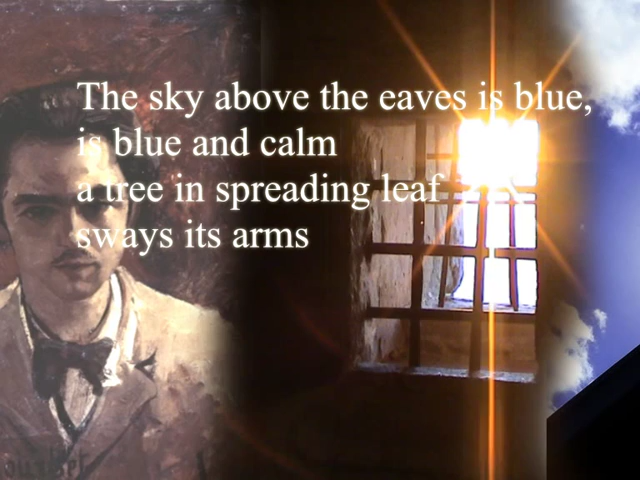 The sky above the eaves is blue,
is blue and calm
a tree in spreading leaf
sways its arms